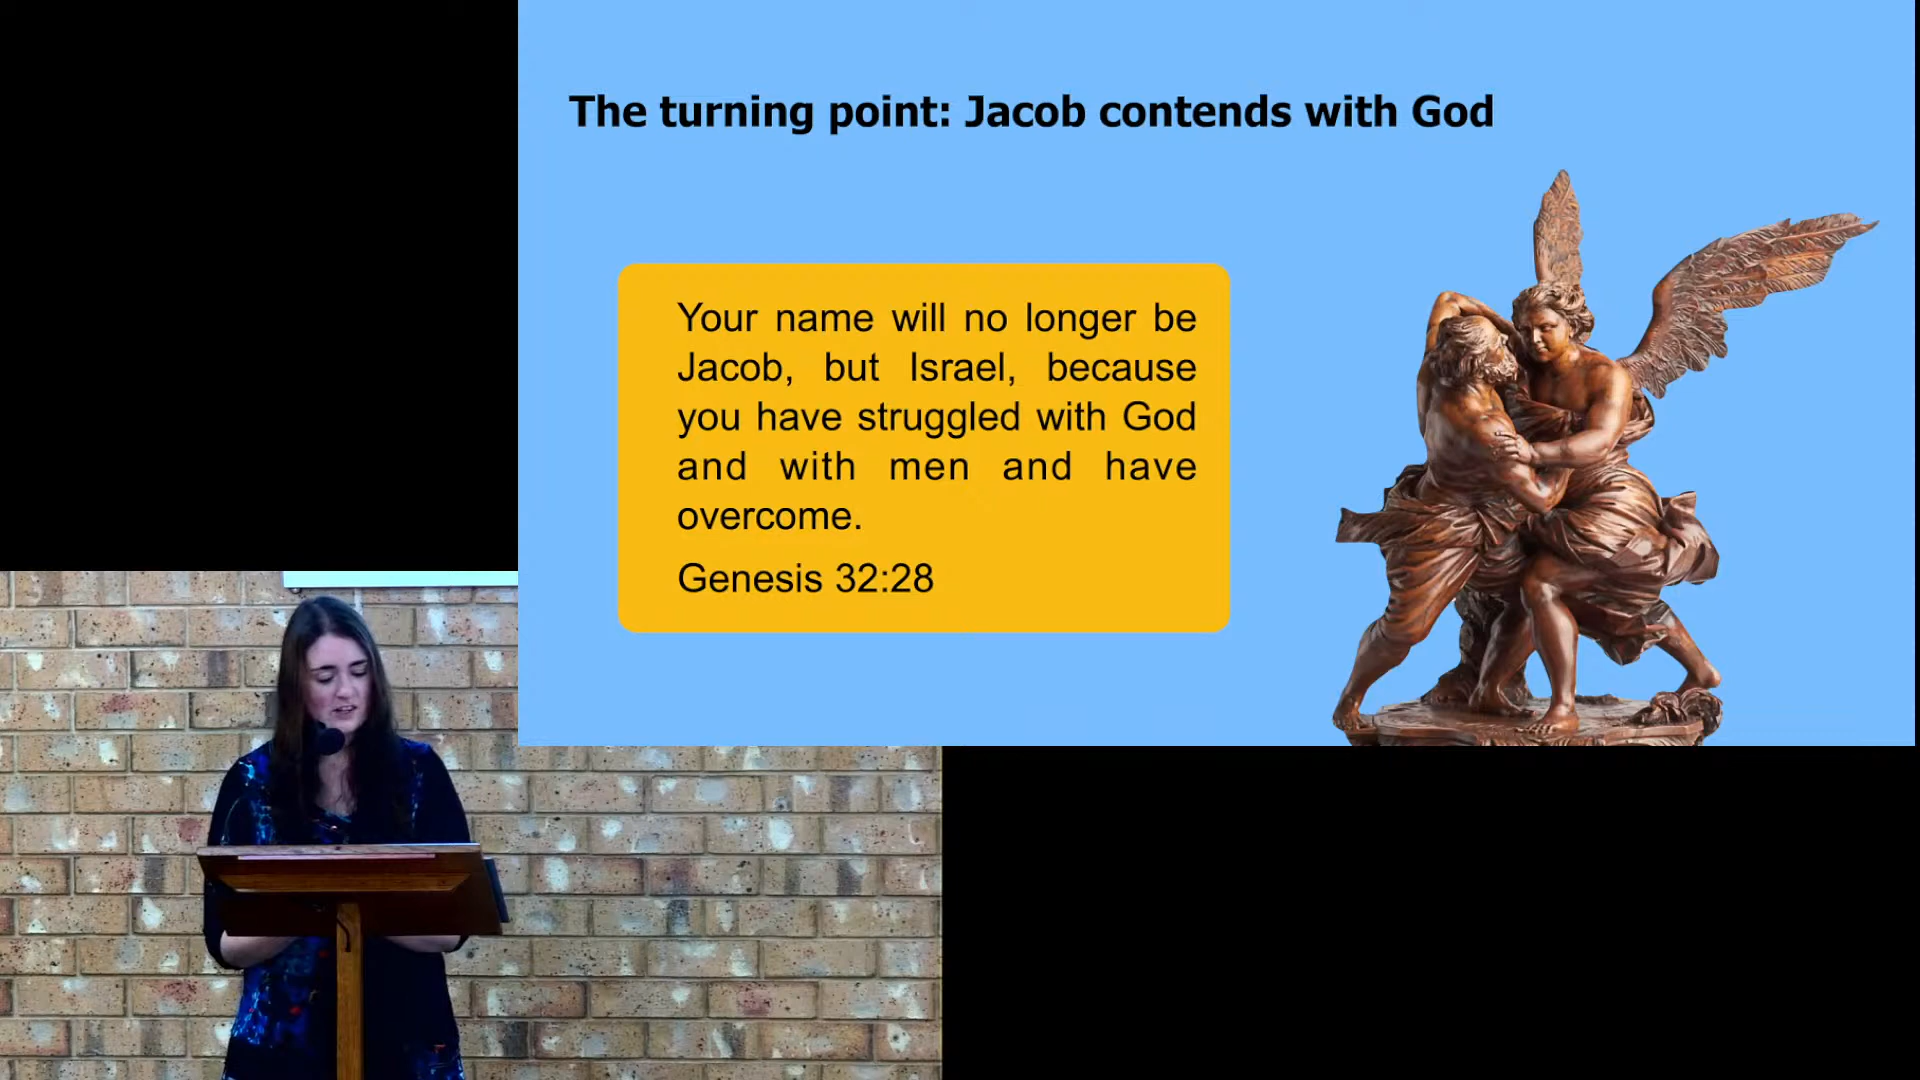 The turning point: Jacob contends with God
Your name will no longer be
Jacob, but Israel, because
you have struggled with God
and with men and have
overcome.
Genesis 32:28